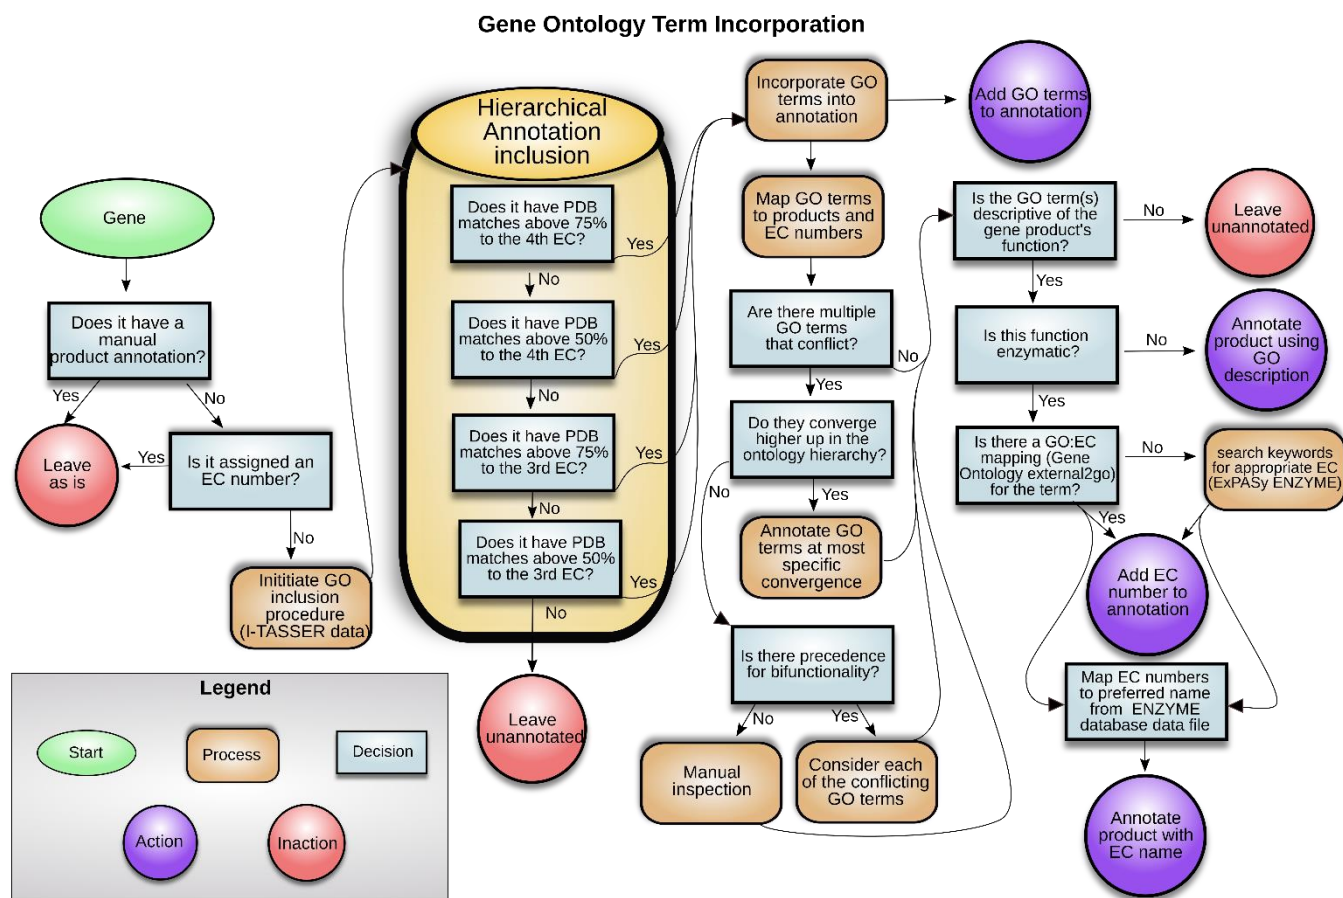 Gene Ontology Term Incorporation
Gene
Does it have a
manual
product annotation?
Yes
No
Leave
as is
Yes
Is it assigned an
EC number?
No
Inititiate GO
inclusion
procedure
(I-TASSER data)
Hierarchical
Annotation
inclusion
Does it have PDB
matches above 75%
to the 4th EC?
Yes
No
Does it have PDB
matches above 50%
to the 4th EC?
Yes
No
Does it have PDB
matches above 75%
to the 3rd EC?
Yes
No
Does it have PDB
matches above 50%
to the 3rd EC?
Yes
No
Leave
unannotated
Incorporate GO
terms into
annotation
Add GO terms
to annotation
Map GO terms
to products and
EC numbers
Are there multiple
GO terms
that conflict?
No
Yes
Do they converge
higher up in the
ontology hierarchy?
No
Yes
Annotate GO
terms at most
specific
convergence
Is there precedence
for bifunctionality?
No
Yes
Manual
inspection
Consider each
of the conflicting
GO terms
Is the GO term(s)
descriptive of the
gene product's
function?
No
Leave
unannotated
Yes
Is this function
enzymatic?
No
Annotate
product using
GO
description
Yes
Is there a GO:EC
mapping (Gene
Ontology external2go)
for the term?
No
search keywords
for appropriate EC
(ExPASy ENZYME)
Yes
Add EC
number to
annotation
Map EC numbers
to preferred name
from ENZYME
database data file
Annotate
product with
EC name
Legend
Start
Process
Decision
Action
Inaction